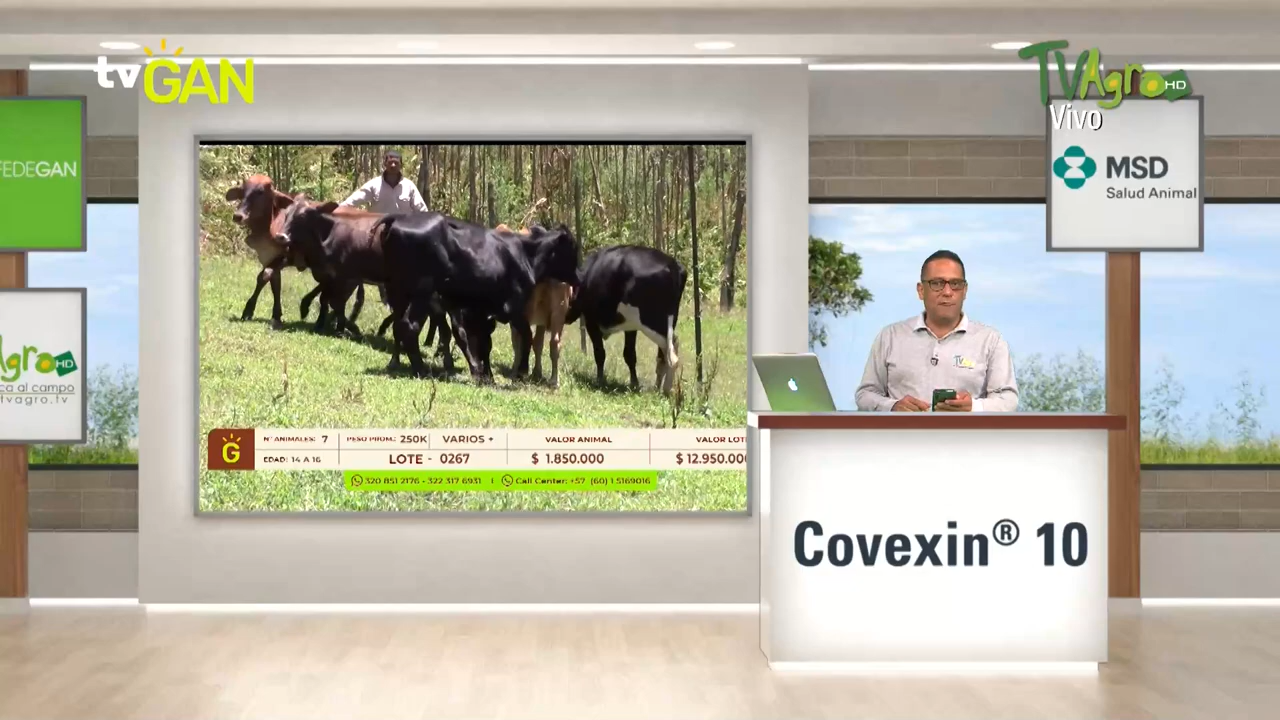 tvGAN
TVAgro HD
Vivo
FEDEGAN
MSD
Salud Animal
Agro HD
ca al campo
tvagro.tv
N° ANIMALES: 7
PESO PROM.: 250K
VARIOS +
VALOR ANIMAL
VALOR LOT
EDAD: 14 A 16
LOTE - 0267
$ 1.850.000
$ 12.950.000
G
320 851 2176 - 322 317 6931 | Call Center: +57 (60) 1 5169016
TV
Covexin® 10